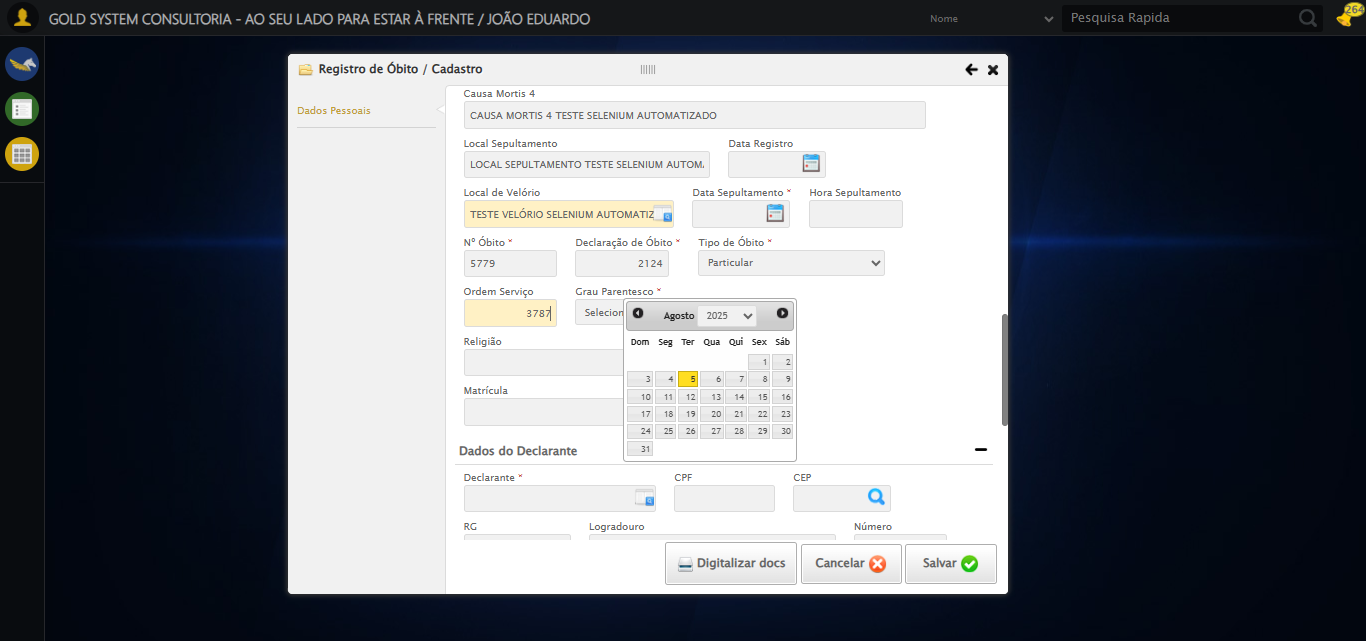 GOLD SYSTEM CONSULTORIA - AO SEU LADO PARA ESTAR À FRENTE / JOÃO EDUARDO
Nome
Pesquisa Rapida
264
Registro de Óbito / Cadastro
Dados Pessoais
Causa Mortis 4
CAUSA MORTIS 4 TESTE SELENIUM AUTOMATIZADO
Local Sepultamento
Data Registro
LOCAL SEPULTAMENTO TESTE SELENIUM AUTOM
Local de Velório
Data Sepultamento *
Hora Sepultamento
TESTE VELÓRIO SELENIUM AUTOMATIZ
Nº Óbito *
Declaração de Óbito *
Tipo de Óbito *
5779
2124
Particular
Ordem Serviço
Grau Parentesco *
3787
Selecion
Agosto 2025
Dom Seg Ter Qua Qui Sex Sáb
1 2
3 4 5 6 7 8 9
10 11 12 13 14 15 16
17 18 19 20 21 22 23
24 25 26 27 28 29 30
31
Religião
Matrícula
Dados do Declarante
Declarante *
CPF
CEP
RG
Logradouro
Número
Digitalizar docs
Cancelar
Salvar